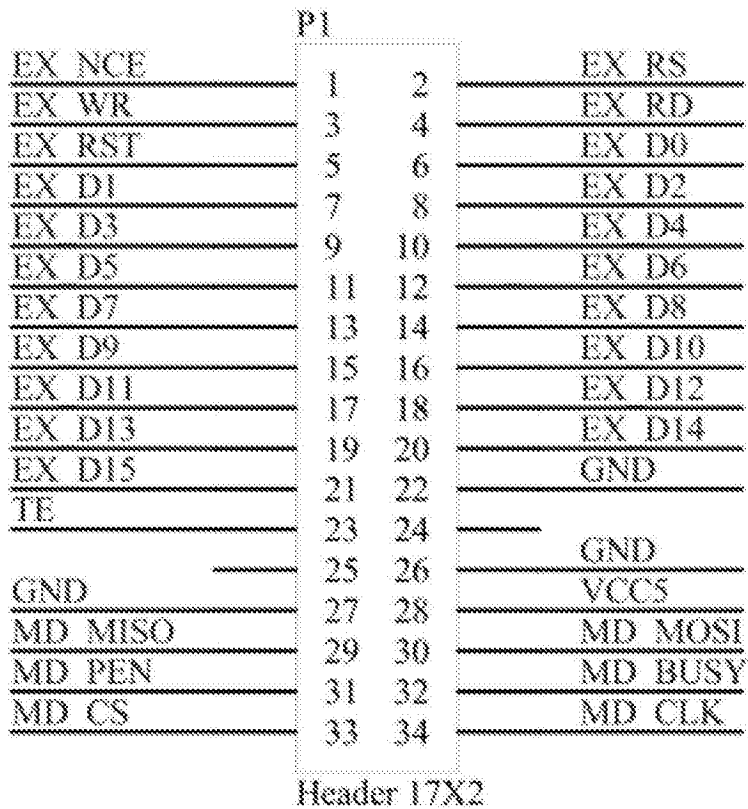 P1
EX NCE 1 2 EX RS
EX WR 3 4 EX RD
EX RST 5 6 EX D0
EX D1 7 8 EX D2
EX D3 9 10 EX D4
EX D5 11 12 EX D6
EX D7 13 14 EX D8
EX D9 15 16 EX D10
EX D11 17 18 EX D12
EX D13 19 20 EX D14
EX D15 21 22 GND
TE 23 24
25 26 GND
GND 27 28 VCC5
MD MISO 29 30 MD MOSI
MD PEN 31 32 MD BUSY
MD CS 33 34 MD CLK
Header 17X2